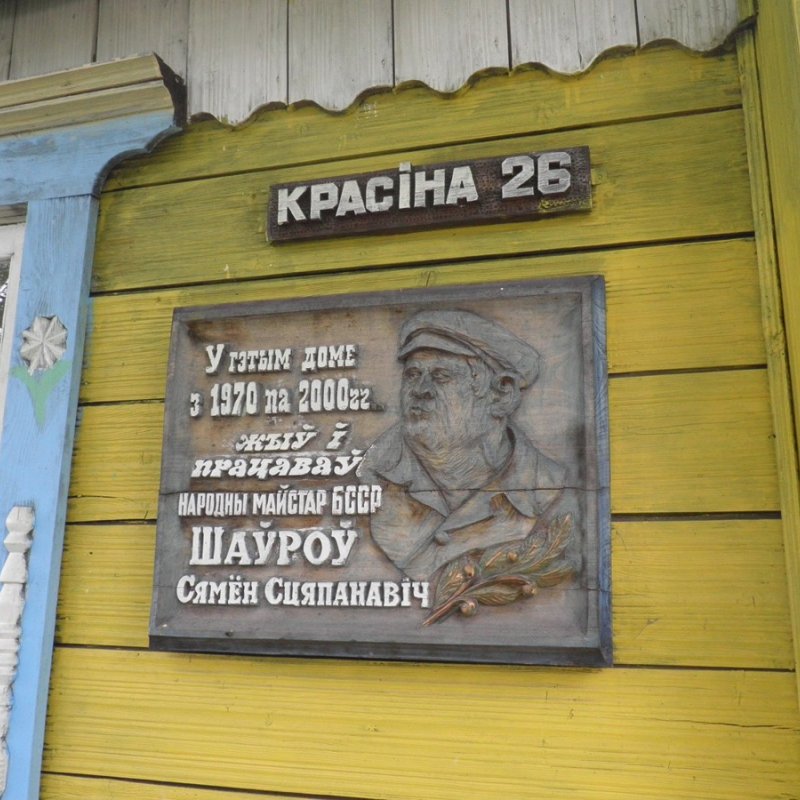 КРАСІНА 26
У гэтым доме
з 1970 па 2000гг.
жыў і
працаваў
народны майстар БССР
Шаўроў
Сямён Сцяпанавіч